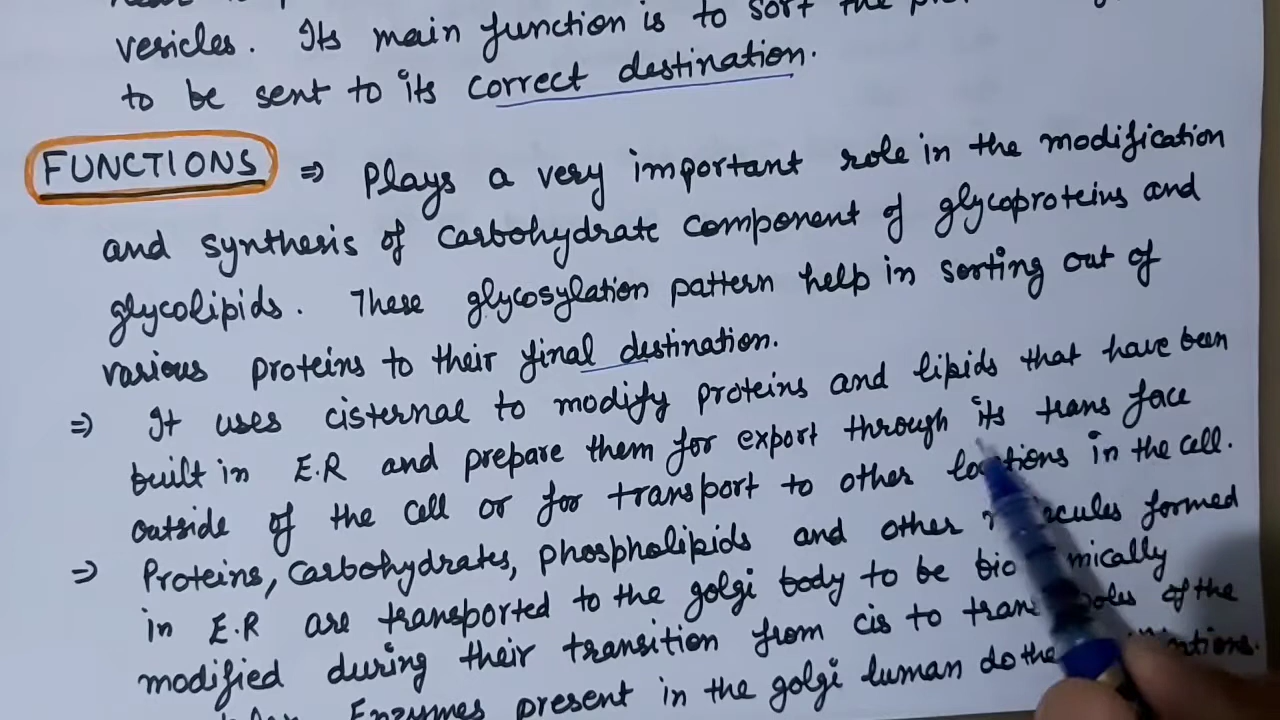 vesicles. Its main function is to sort the
to be sent to its correct destination.
FUNCTIONS ⇒ Plays a very important role in the modification
and synthesis of carbohydrate component of glycoproteins and
glycolipids. These glycosylation pattern help in sorting out of
various proteins to their final destination.
⇒ It uses cisternal to modify proteins and lipids that have been
built in E.R and prepare them for export through its trans face
outside of the cell or for transport to other locations in the cell.
⇒ Proteins, carbohydrates, phospholipids and other formed
in E.R are transported to the golgi body to be
modified during their transition from cis to of the
Enzymes present in the golgi luman do the